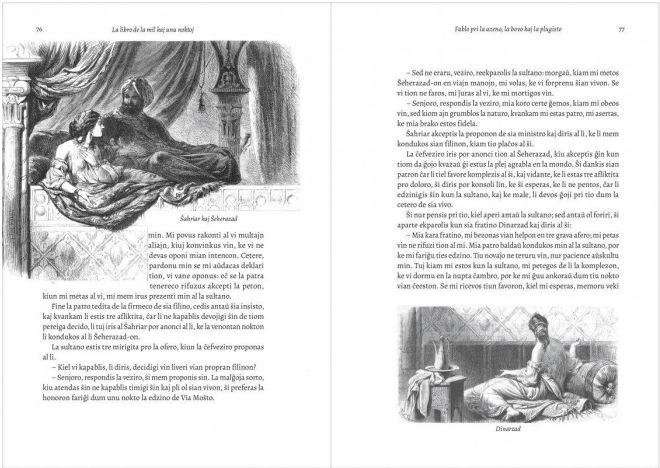 76
La libro de la mil kaj unu noktoj
Ŝahriar kaj Ŝeherazad
min. Mi povus rakonti al vi multajn
aliajn, kiuj konvinkus vin, ke vi ne
devas oponi mian intencon. Cetere,
pardonu min se mi aŭdacas deklari
tion, vi vane oponus: eĉ se la patra
tenereco rifuzus akcepti la peton,
kiun mi metas al vi, mem irus prezenti min al la sultano.
Fine la patro tedita de la firmeco de sia filino, cedis antaŭ sia insisto,
kaj kvankam li estis tre afliktita, ĉar li ne kapablis devojigi ŝin de tiom
pereiga decido, li tuj iris al Ŝahriar por anonci al li, ke la venontan nokton
li kondukos al li Ŝeherazad-on.
La sultano estis tre mirigita pro la ofero, kiun la ĉefveziro proponas
al li.
– Kiel vi kapablis, li diris, decidigi vin liveri vian propran filinon?
– Senjoro, respondis la veziro, ŝi mem proponis sin. La malĝoja sorto,
kiu atendas ŝin ne kapablis timigi ŝin kaj pli ol sian vivon, ŝi preferas la
honoron fariĝi dum unu nokto la edzino de Via Moŝto.
Fablo pri la azeno, la bovo kaj la plugisto
77
– Sed ne eraru, veziro, reekparolis la sultano: morgaŭ, kiam mi metos
Ŝeherazad-on en viajn manojn, mi volas, ke vi forprenu ŝian vivon. Se
vi tion ne faros, mi ĵuras al vi, ke mi mortigos vin.
– Senjoro, respondis la veziro, mia koro certe ĝemos, kiam mi obeos
vin, sed kiom ajn grumblos la naturo, kvankam mi estas patro, mi asertas,
ke mia brako estos fidela.
Ŝahriar akceptis la proponon de sia ministro kaj diris al li, ke li mem
kondukos sian filinon, kiam tio plaĉos al ŝi.
La ĉefveziro iris por anonci tion al Ŝeherazad, kiu akceptis ĝin kun
tiom da ĝojo kvazaŭ ĝi estus la plej agrabla en la mondo. Ŝi dankis sian
patron ĉar li tiel favore komplezis al ŝi, kaj vidante, ke li estas tre afliktita
pro doloro, ŝi diris por konsoli lin, ke ŝi esperas, ke li ne pentos, ĉar li
edzinigis ŝin kun la sultano, kaj ke male, li devos ĝoji pri tio dum la
cetero de sia vivo.
Ŝi nur pensis pri tio, kiel aperi antaŭ la sultano; sed antaŭ ol foriri, ŝi
aparte ekparolis kun sia fratino Dinarzad kaj diris al ŝi:
– Mia kara fratino, mi bezonas vian helpon en tre grava afero; mi petas
vin ne rifuzi tion al mi. Mia patro baldaŭ kondukos min al la sultano, por
ke mi fariĝu ties edzino. Tiu novaĵo ne teruru vin, nur pacience aŭskultu
min. Tuj kiam mi estos kun la sultano, mi petegos de li la komplezon,
ke vi dormu en la nupta ĉambro, por ke mi ĝuu ankoraŭ dum tiu nokto
vian ĉeeston. Se mi ricevos tiun favoron, kiel mi esperas, memoru veki
Dinarzad